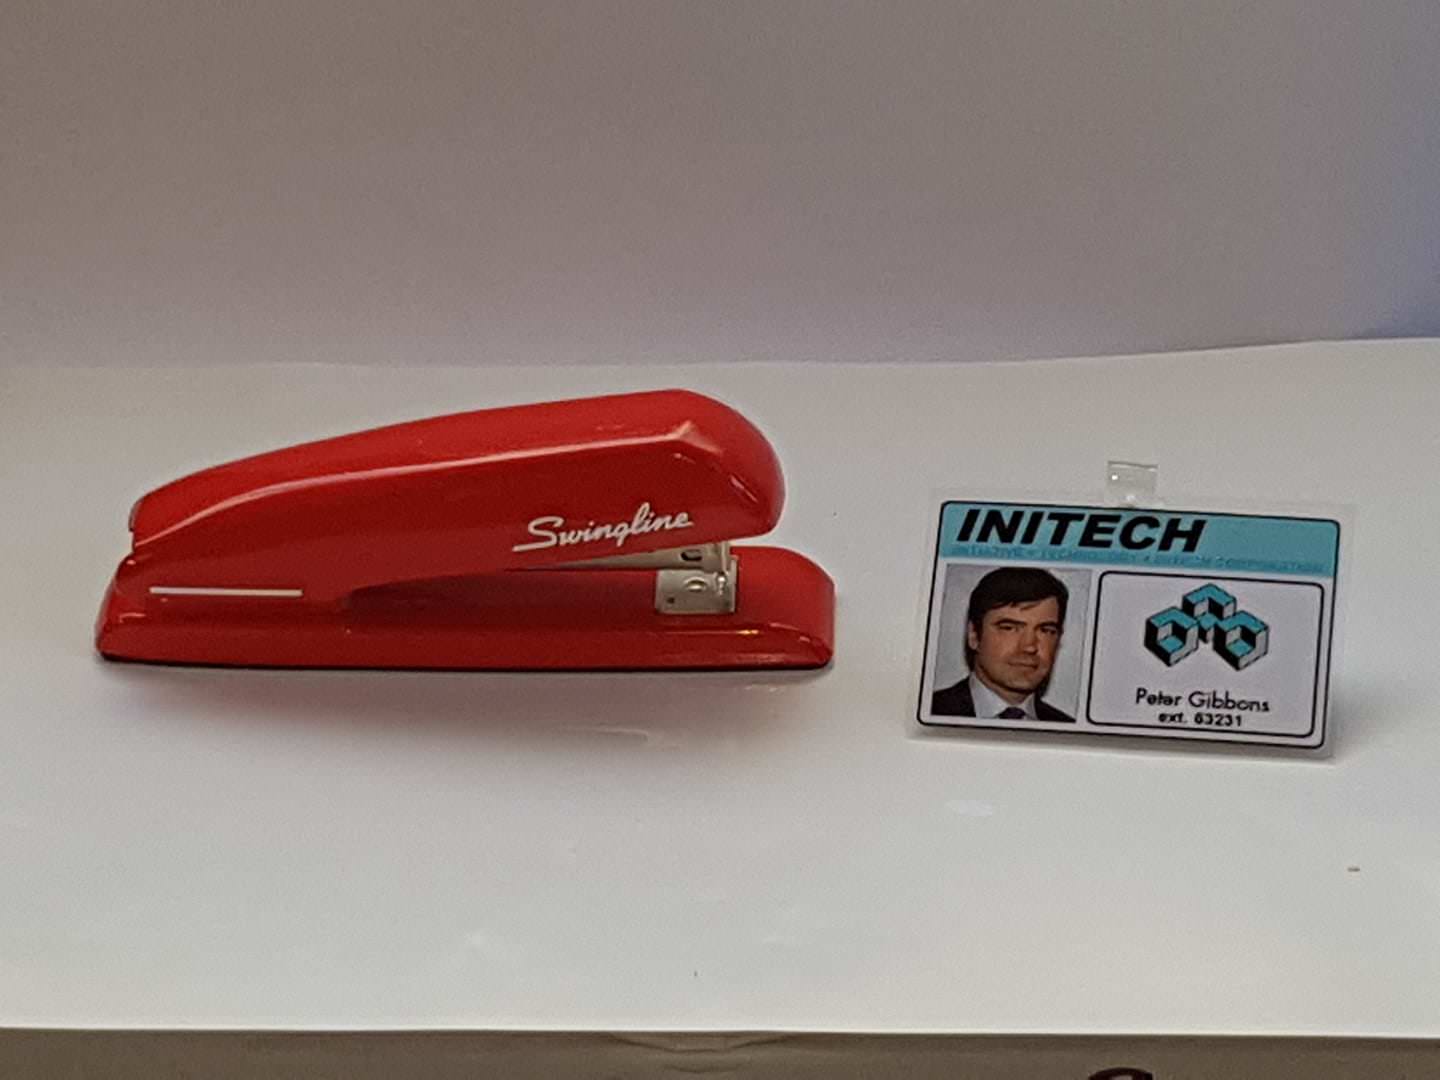 Swingline
INITECH
Peter Gibbons
ext. 63231